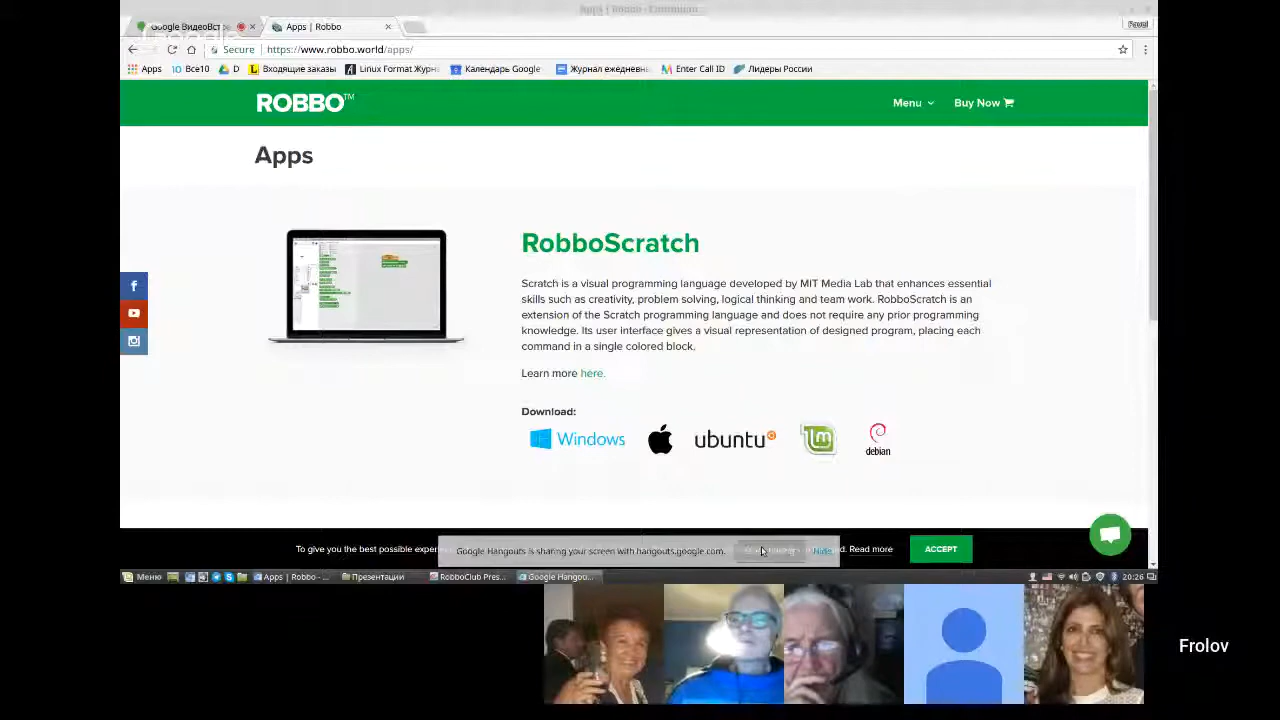 Google ВидеоВст
Apps | Robbo
Pavel
Secure
https://www.robbo.world/apps/
Apps
Все10
D
Входящие заказы
Linux Format Журн
Календарь Google
Журнал ежедневн
Enter Call ID
Лидеры России
ROBBO™
Menu
Buy Now
Apps
RobboScratch
Scratch is a visual programming language developed by MIT Media Lab that enhances essential
skills such as creativity, problem solving, logical thinking and team work. RobboScratch is an
extension of the Scratch programming language and does not require any prior programming
knowledge. Its user interface gives a visual representation of designed program, placing each
command in a single colored block.
Learn more here.
Download:
Windows
ubuntu
debian
To give you the best possible exper
Google Hangouts is sharing your screen with hangouts.google.com.
Hide
d. Read more
ACCEPT
Меню
Apps | Robbo -...
Презентации
RobboClub Pres...
Google Hangou...
20:26
Frolov